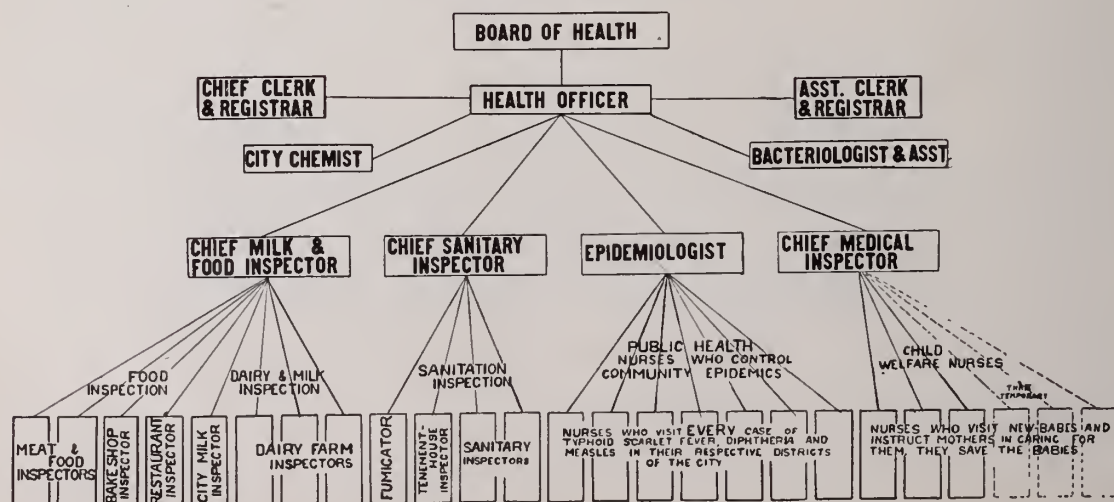 BOARD OF HEALTH
CHIEF CLERK
& REGISTRAR
HEALTH OFFICER
ASST. CLERK
& REGISTRAR
CITY CHEMIST
BACTERIOLOGIST & ASST.
CHIEF MILK &
FOOD INSPECTOR
CHIEF SANITARY
INSPECTOR
EPIDEMIOLOGIST
CHIEF MEDICAL
INSPECTOR
FOOD
INSPECTION
DAIRY & MILK
INSPECTION
SANITATION
INSPECTION
PUBLIC HEALTH
NURSES WHO CONTROL
COMMUNITY EPIDEMICS
CHILD
WELFARE NURSES
THREE
TEMPORARY
MEAT &
FOOD
INSPECTORS
BAKE SHOP
INSPECTOR
RESTAURANT
INSPECTOR
CITY MILK
INSPECTOR
DAIRY FARM
INSPECTORS
FUMIGATOR
TENEMENT-
HOUSE
INSPECTOR
SANITARY
INSPECTORS
NURSES WHO VISIT EVERY CASE OF
TYPHOID SCARLET FEVER, DIPHTHERIA AND
MEASLES IN THEIR RESPECTIVE DISTRICTS
OF THE CITY
NURSES WHO VISIT NEW BABIES AND
INSTRUCT MOTHERS IN CARING FOR
THEM, THEY SAVE THE BABIES